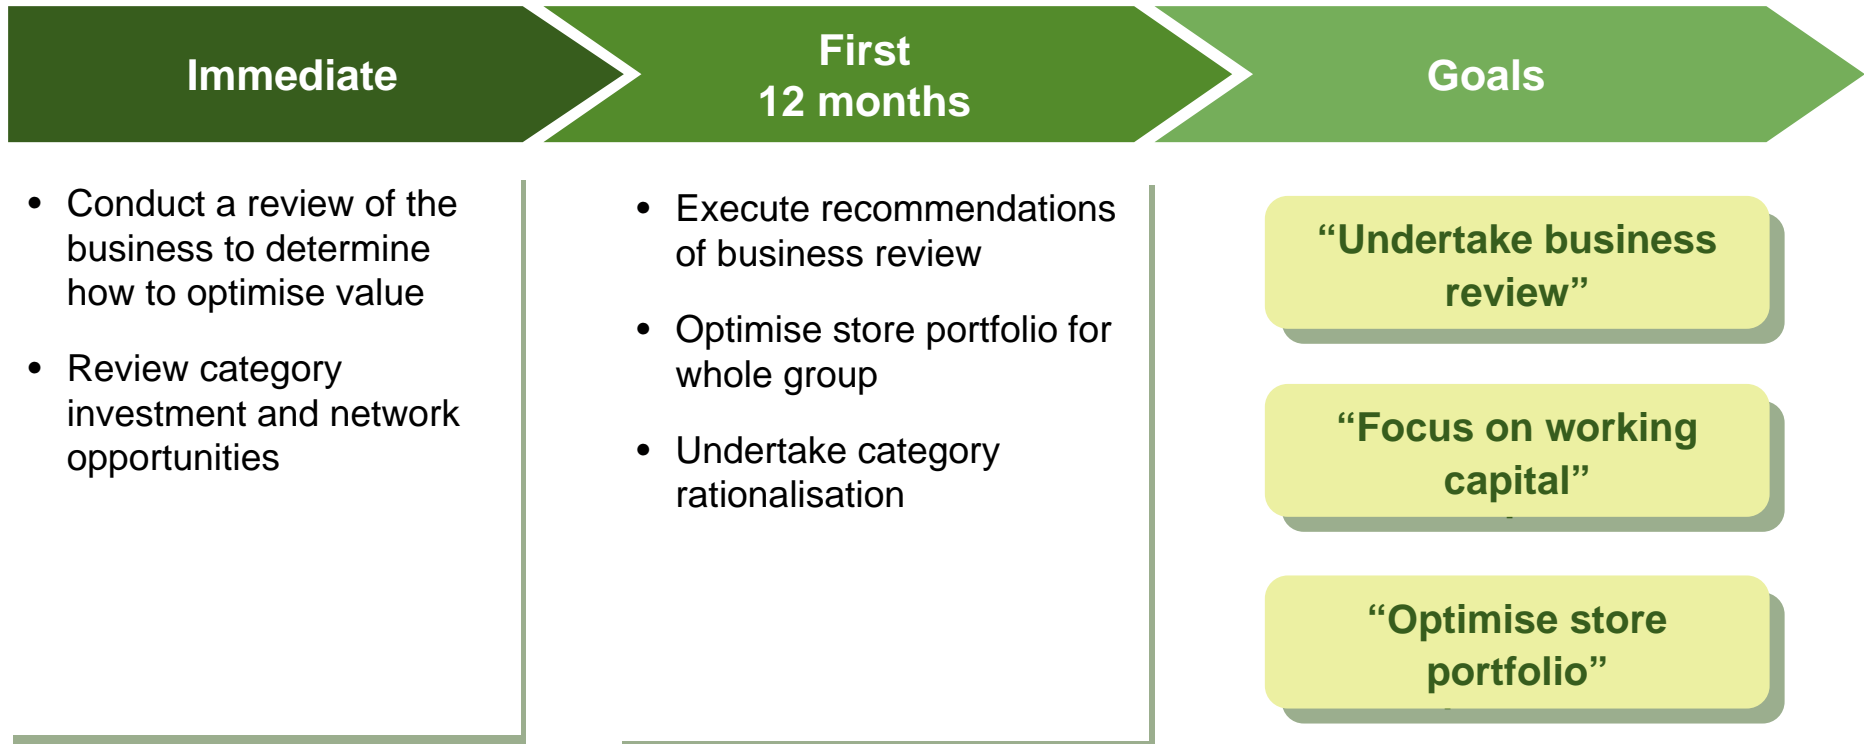 Immediate
First
12 months
Goals
• Conduct a review of the
business to determine
how to optimise value
• Review category
investment and network
opportunities
• Execute recommendations
of business review
• Optimise store portfolio for
whole group
• Undertake category
rationalisation
“Undertake business
review”
“Focus on working
capital”
“Optimise store
portfolio”